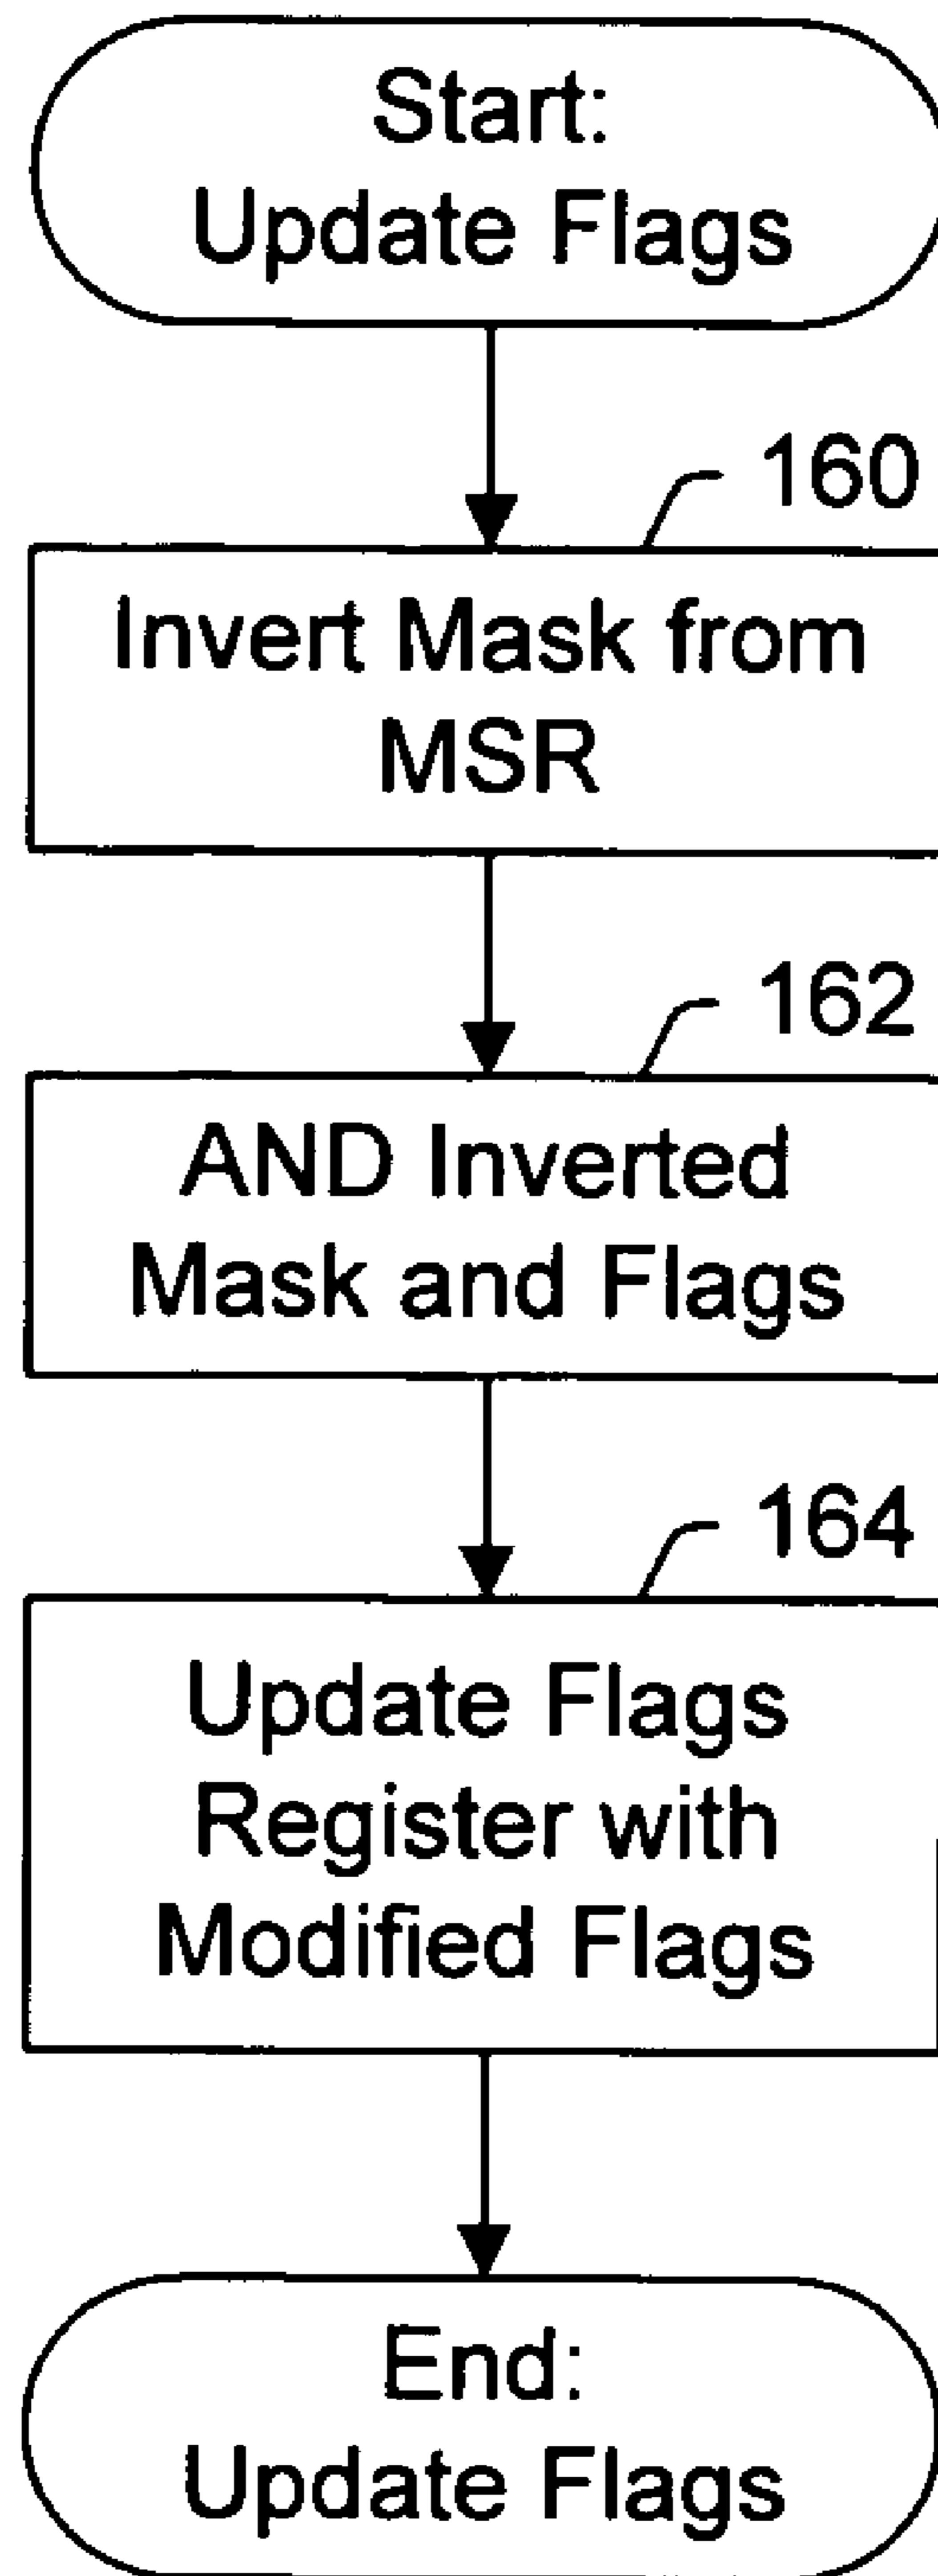 Start:
Update Flags
160
Invert Mask from
MSR
162
AND Inverted
Mask and Flags
164
Update Flags
Register with
Modified Flags
End:
Update Flags